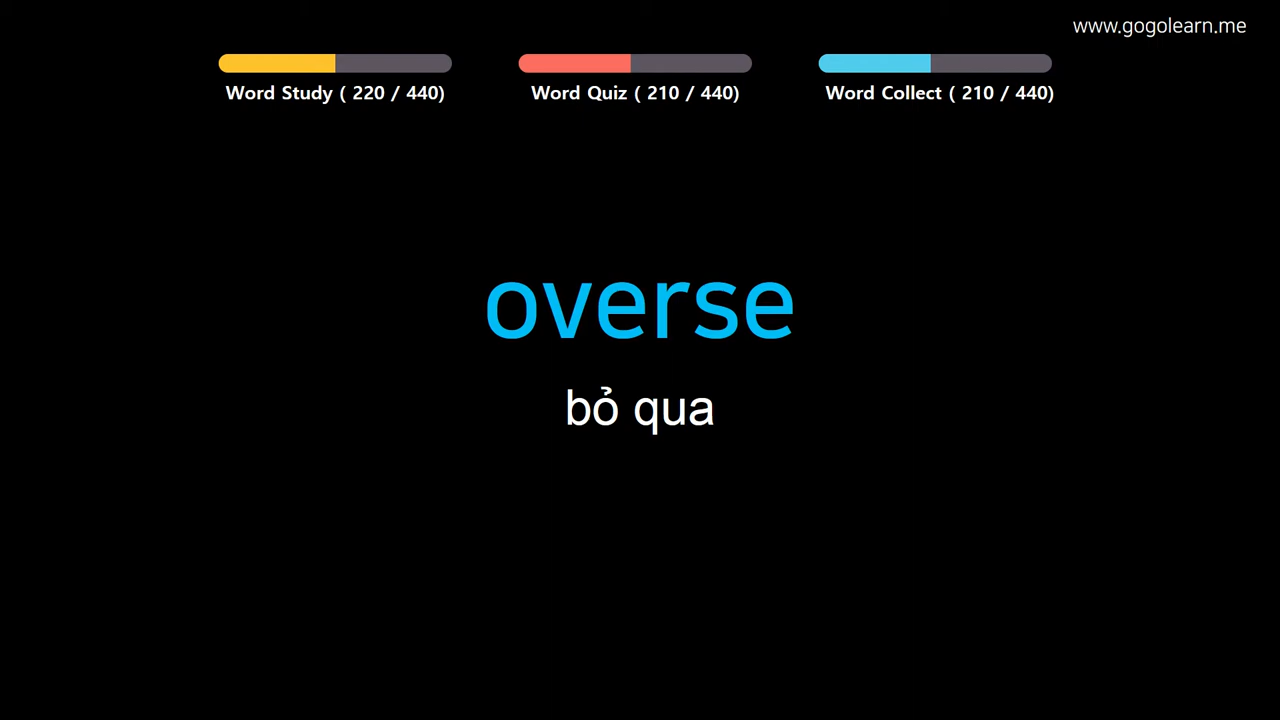 www.gogolearn.me
Word Study ( 220 / 440)
Word Quiz ( 210 / 440)
Word Collect ( 210 / 440)
overse
bỏ qua